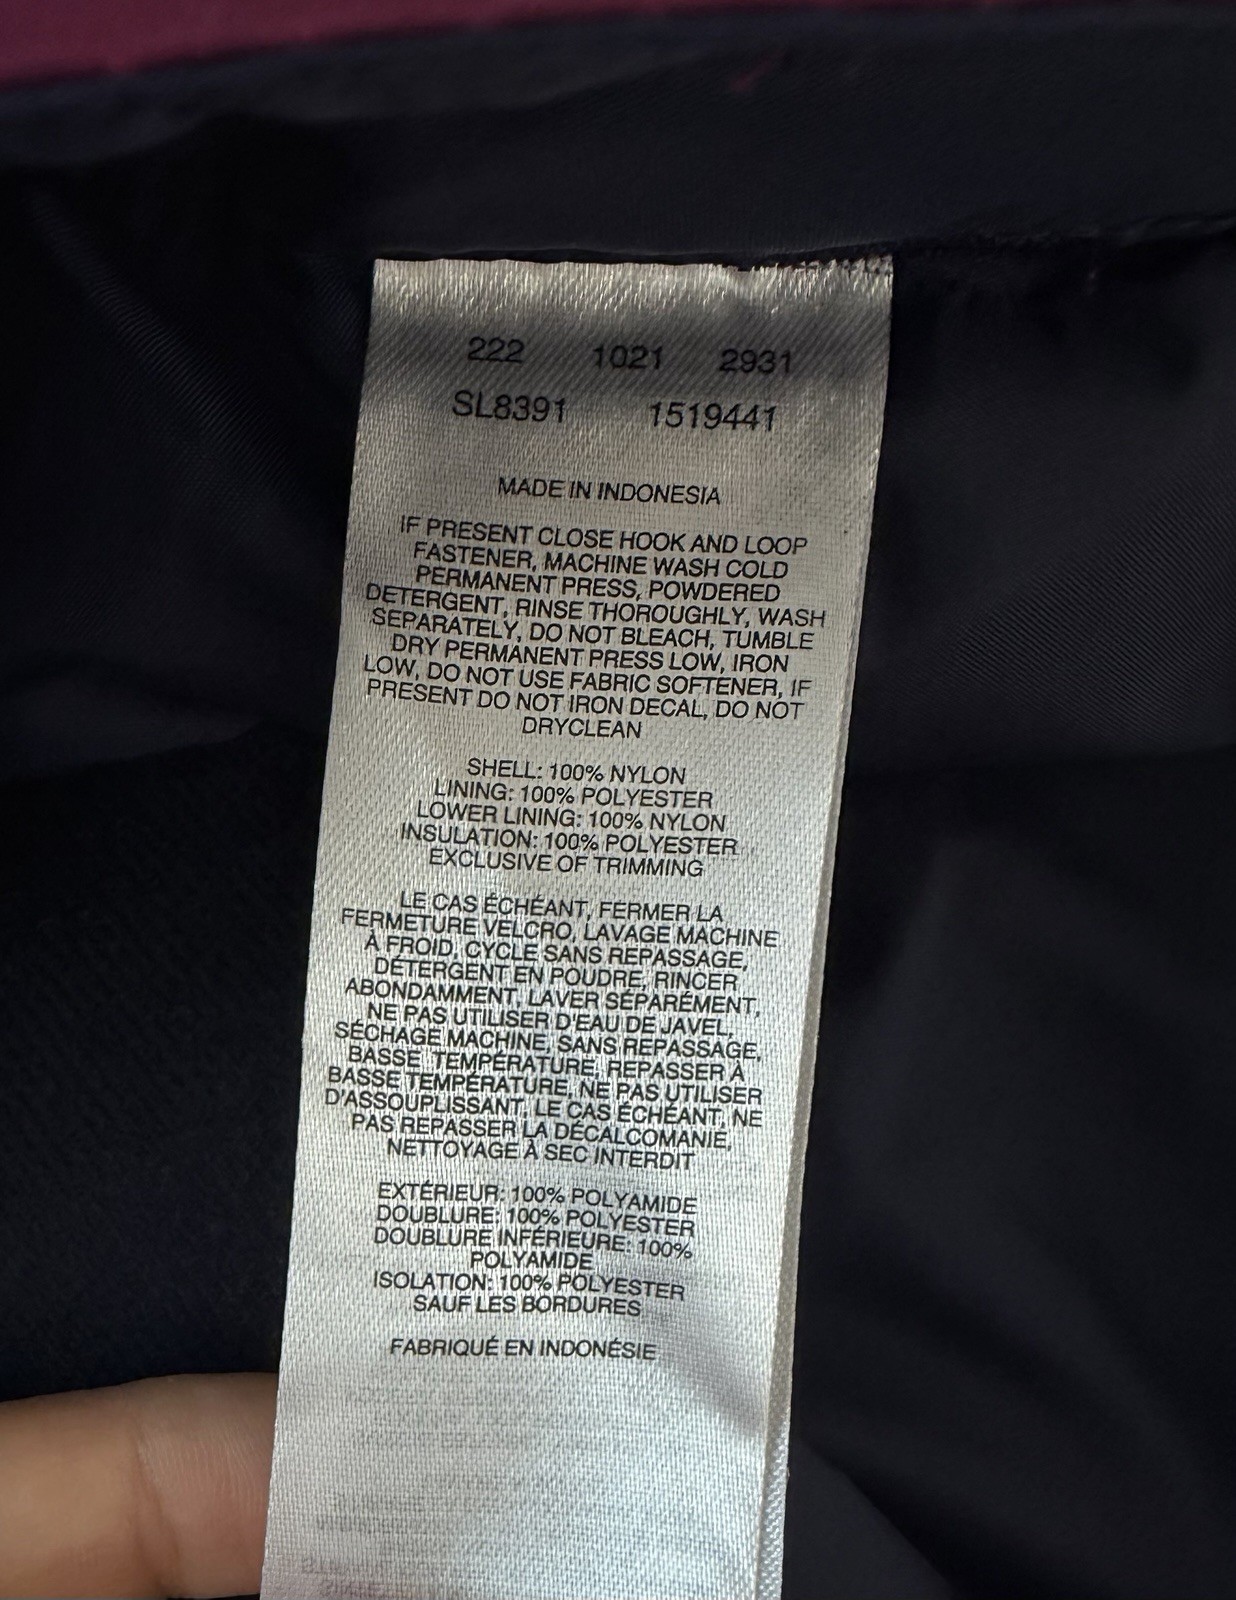 222 1021 2931
SL8391 1519441
MADE IN INDONESIA
IF PRESENT CLOSE HOOK AND LOOP
FASTENER, MACHINE WASH COLD
PERMANENT PRESS, POWDERED
DETERGENT, RINSE THOROUGHLY, WASH
SEPARATELY, DO NOT BLEACH, TUMBLE
DRY PERMANENT PRESS LOW, IRON
LOW, DO NOT USE FABRIC SOFTENER, IF
PRESENT DO NOT IRON DECAL, DO NOT
DRYCLEAN
SHELL: 100% NYLON
LINING: 100% POLYESTER
LOWER LINING: 100% NYLON
INSULATION: 100% POLYESTER
EXCLUSIVE OF TRIMMING
LE CAS ÉCHÉANT, FERMER LA
FERMETURE VELCRO, LAVAGE MACHINE
À FROID, CYCLE SANS REPASSAGE,
DÉTERGENT EN POUDRE, RINCER
ABONDAMMENT, LAVER SÉPARÉMENT,
NE PAS UTILISER D'EAU DE JAVEL,
SÉCHAGE MACHINE, SANS REPASSAGE,
BASSE TEMPÉRATURE, REPASSER À
BASSE TEMPÉRATURE, NE PAS UTILISER
D'ASSOUPLISSANT, LE CAS ÉCHÉANT, NE
PAS REPASSER LA DÉCALCOMANIE,
NETTOYAGE À SEC INTERDIT
EXTÉRIEUR: 100% POLYAMIDE
DOUBLURE: 100% POLYESTER
DOUBLURE INFÉRIEURE: 100%
POLYAMIDE
ISOLATION: 100% POLYESTER
SAUF LES BORDURES
FABRIQUÉ EN INDONÉSIE